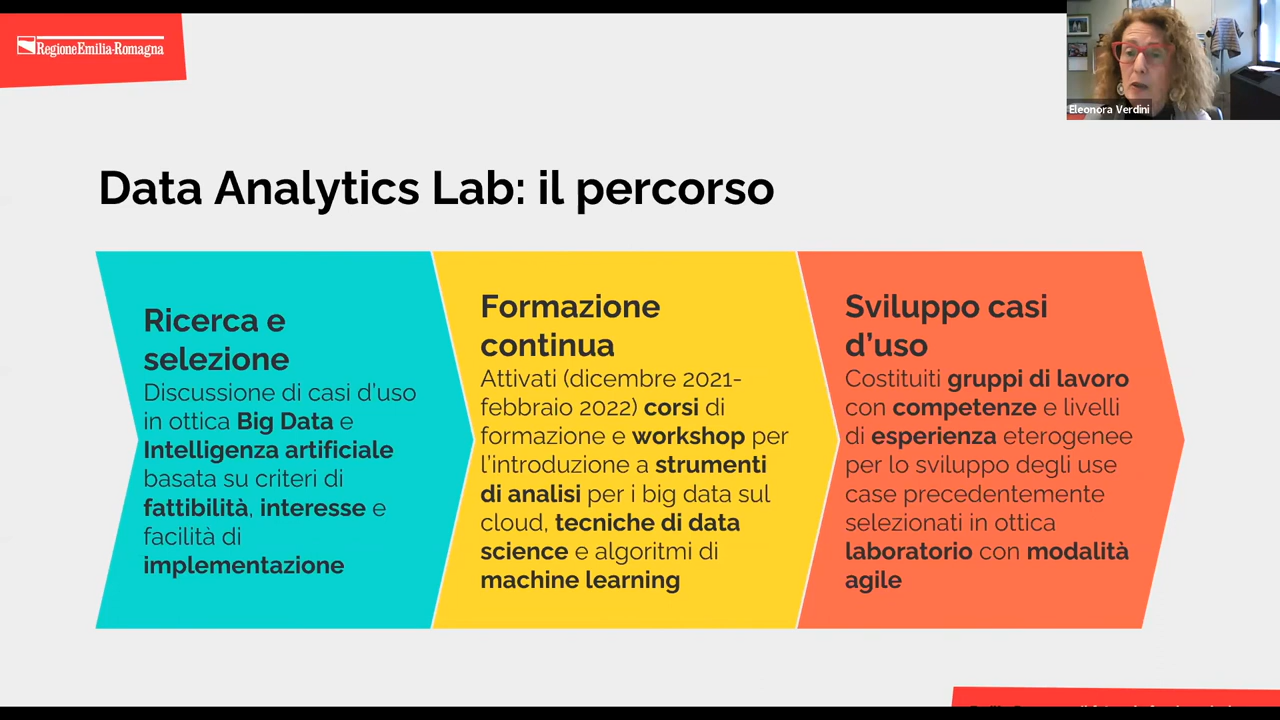 RegioneEmilia-Romagna
Eleonora Verdini
Data Analytics Lab: il percorso
Ricerca e
selezione
Discussione di casi d’uso
in ottica Big Data e
Intelligenza artificiale
basata su criteri di
fattibilità, interesse e
facilità di
implementazione
Formazione
continua
Attivati (dicembre 2021-
febbraio 2022) corsi di
formazione e workshop per
l’introduzione a strumenti
di analisi per i big data sul
cloud, tecniche di data
science e algoritmi di
machine learning
Sviluppo casi
d’uso
Costituiti gruppi di lavoro
con competenze e livelli
di esperienza eterogenee
per lo sviluppo degli use
case precedentemente
selezionati in ottica
laboratorio con modalità
agile